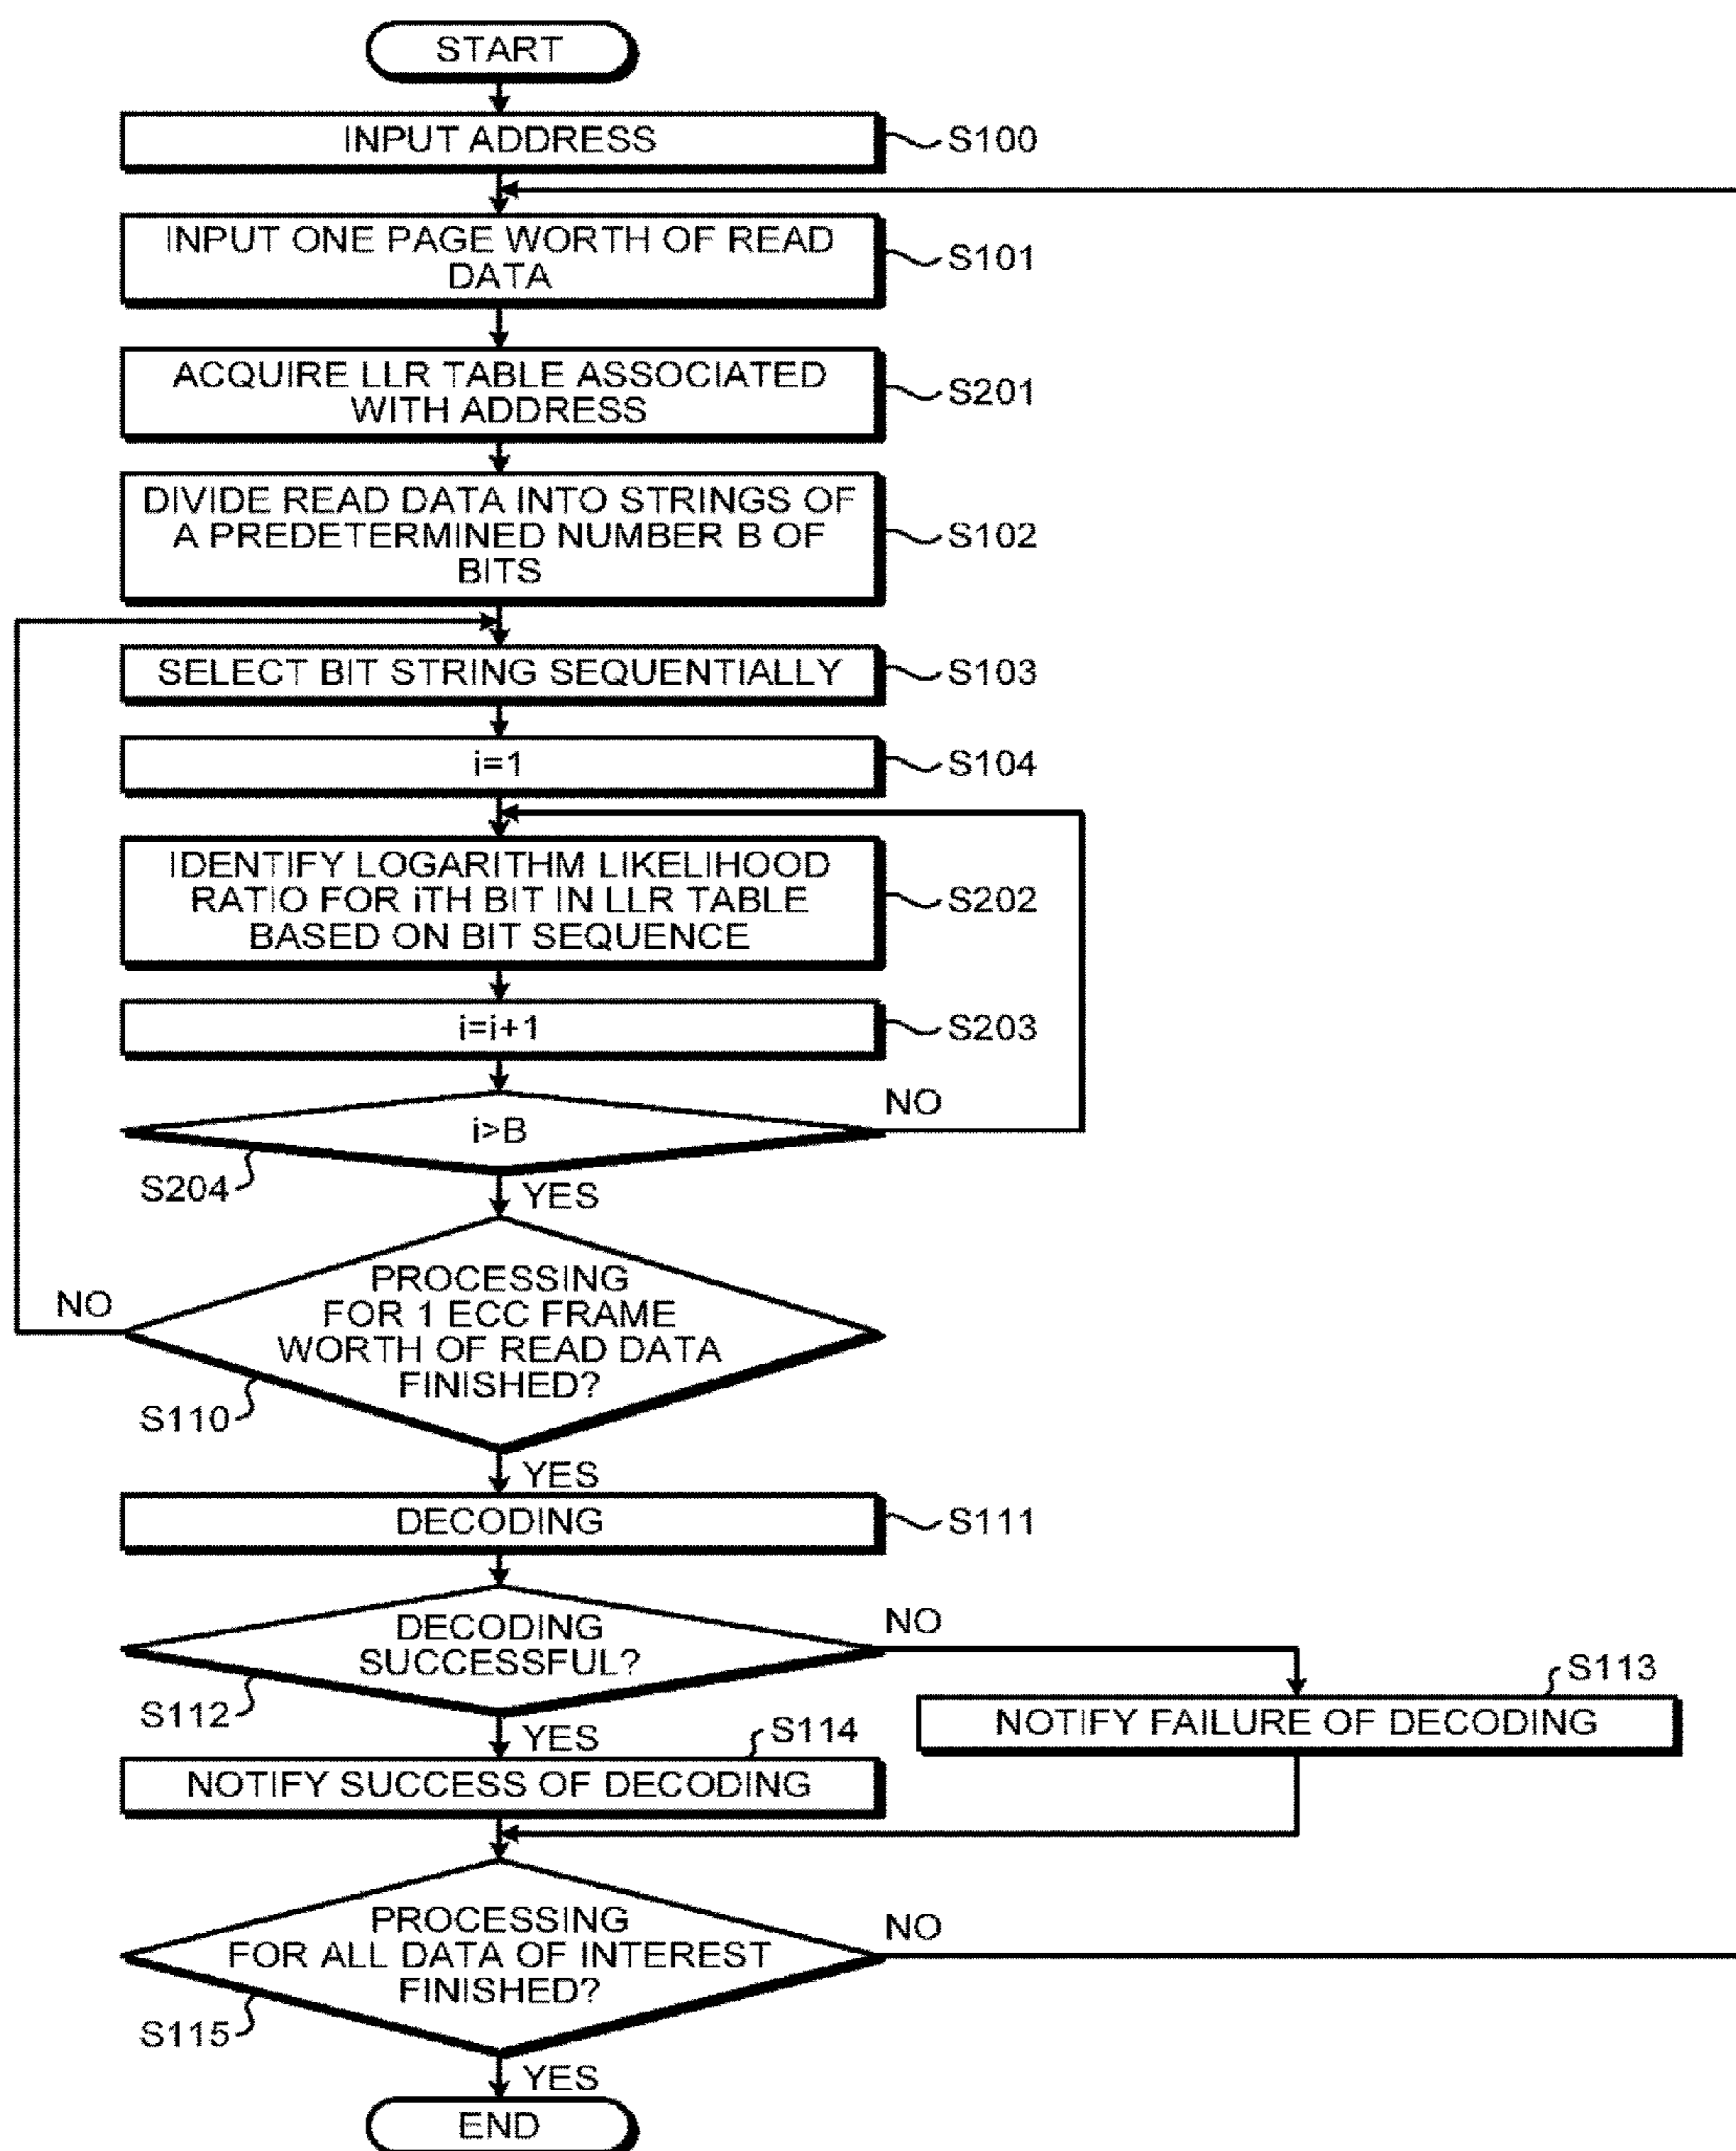 START
INPUT ADDRESS
S100
INPUT ONE PAGE WORTH OF READ
DATA
S101
ACQUIRE LLR TABLE ASSOCIATED
WITH ADDRESS
S201
DIVIDE READ DATA INTO STRINGS OF
A PREDETERMINED NUMBER B OF
BITS
S102
SELECT BIT STRING SEQUENTIALLY
S103
i=1
S104
IDENTIFY LOGARITHM LIKELIHOOD
RATIO FOR iTH BIT IN LLR TABLE
BASED ON BIT SEQUENCE
S202
i=i+1
S203
i>B
NO
S204
YES
PROCESSING
FOR 1 ECC FRAME
WORTH OF READ DATA
FINISHED?
NO
S110
YES
DECODING
S111
DECODING
SUCCESSFUL?
NO
S112
YES
S113
NOTIFY FAILURE OF DECODING
S114
NOTIFY SUCCESS OF DECODING
PROCESSING
FOR ALL DATA OF INTEREST
FINISHED?
NO
S115
YES
END